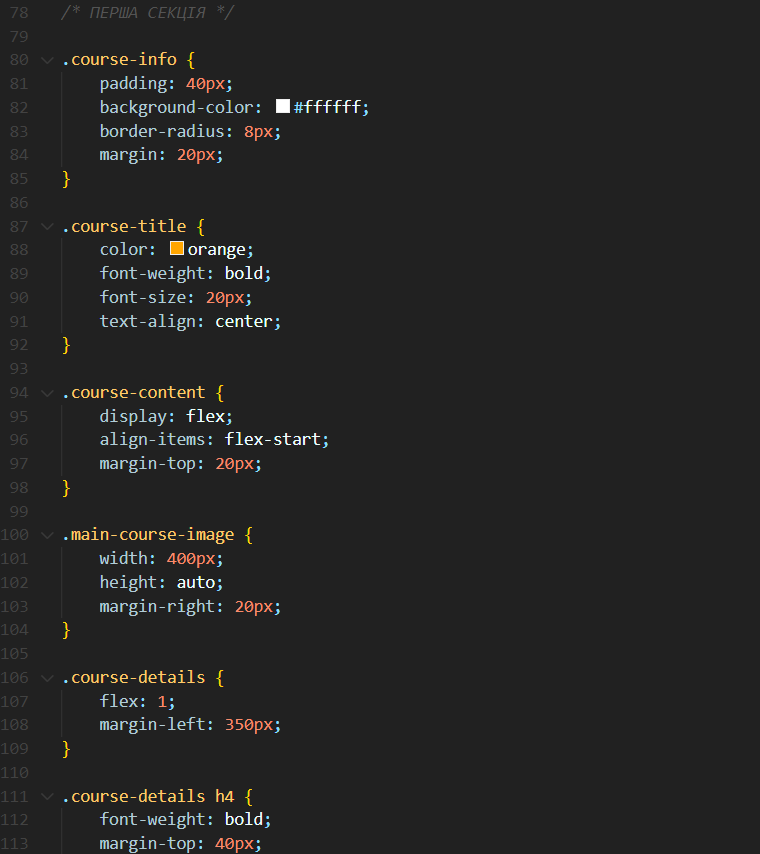 78 /* ПЕРША СЕКЦІЯ */
79
80 .course-info {
81 padding: 40px;
82 background-color: #ffffff;
83 border-radius: 8px;
84 margin: 20px;
85 }
86
87 .course-title {
88 color: orange;
89 font-weight: bold;
90 font-size: 20px;
91 text-align: center;
92 }
93
94 .course-content {
95 display: flex;
96 align-items: flex-start;
97 margin-top: 20px;
98 }
99
100 .main-course-image {
101 width: 400px;
102 height: auto;
103 margin-right: 20px;
104 }
105
106 .course-details {
107 flex: 1;
108 margin-left: 350px;
109 }
110
111 .course-details h4 {
112 font-weight: bold;
113 margin-top: 40px;